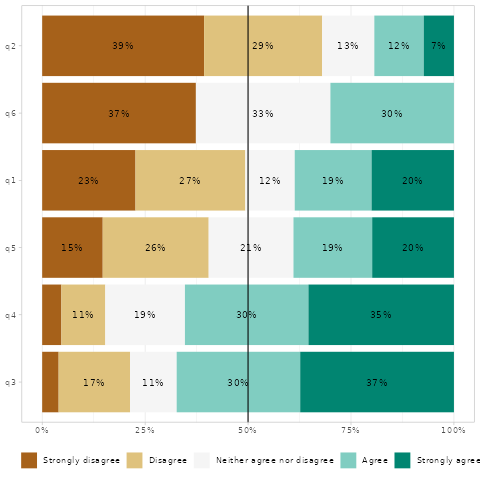 q2 39% 29% 13% 12% 7%
q6 37% 33% 30%
q1 23% 27% 12% 19% 20%
q5 15% 26% 21% 19% 20%
q4 11% 19% 30% 35%
q3 17% 11% 30% 37%
0% 25% 50% 75% 100%
Strongly disagree Disagree Neither agree nor disagree Agree Strongly agree